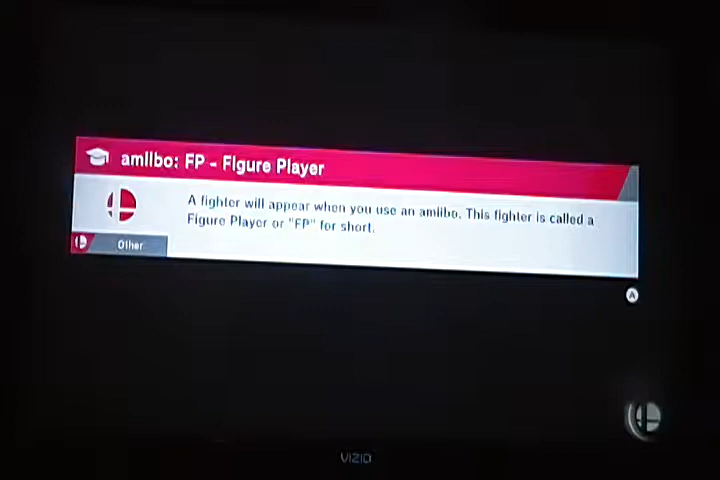 amiibo: FP - Figure Player
A fighter will appear when you use an amiibo. This fighter is called a
Figure Player or "FP" for short.
Other
A
VIZIO